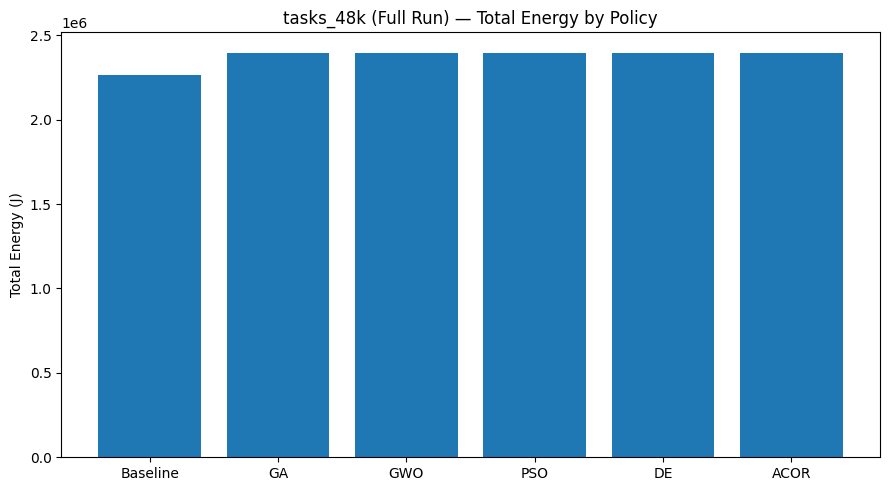 tasks_48k (Full Run) — Total Energy by Policy
1e6
Total Energy (J)
2.5
2.0
1.5
1.0
0.5
0.0
Baseline GA GWO PSO DE ACOR